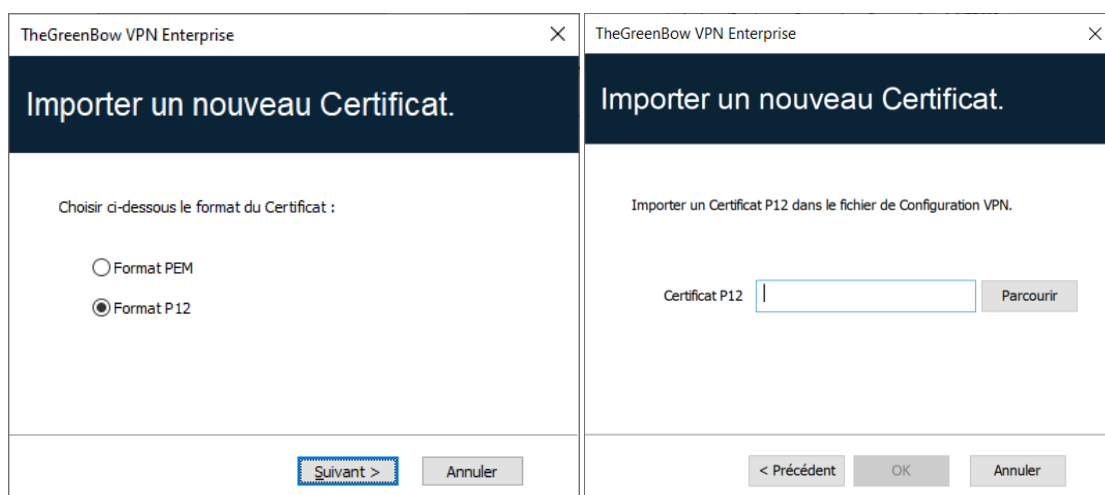 TheGreenBow VPN Enterprise
Importer un nouveau Certificat.
Choisir ci-dessous le format du Certificat :
Format PEM
Format P12
Suivant >
Annuler
TheGreenBow VPN Enterprise
Importer un nouveau Certificat.
Importer un Certificat P12 dans le fichier de Configuration VPN.
Certificat P12
Parcourir
< Précédent
OK
Annuler